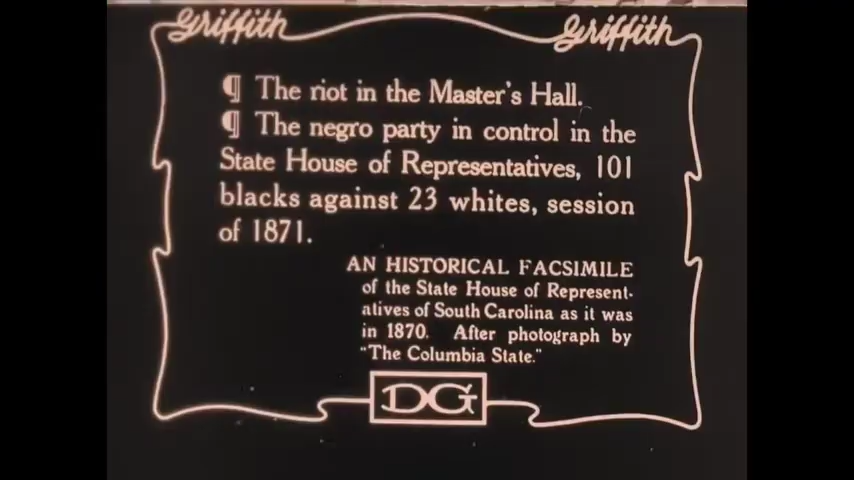 Griffith Griffith
¶ The riot in the Master's Hall.
¶ The negro party in control in the
State House of Representatives, 101
blacks against 23 whites, session
of 1871.
AN HISTORICAL FACSIMILE
of the State House of Represent-
atives of South Carolina as it was
in 1870. After photograph by
"The Columbia State."
DG